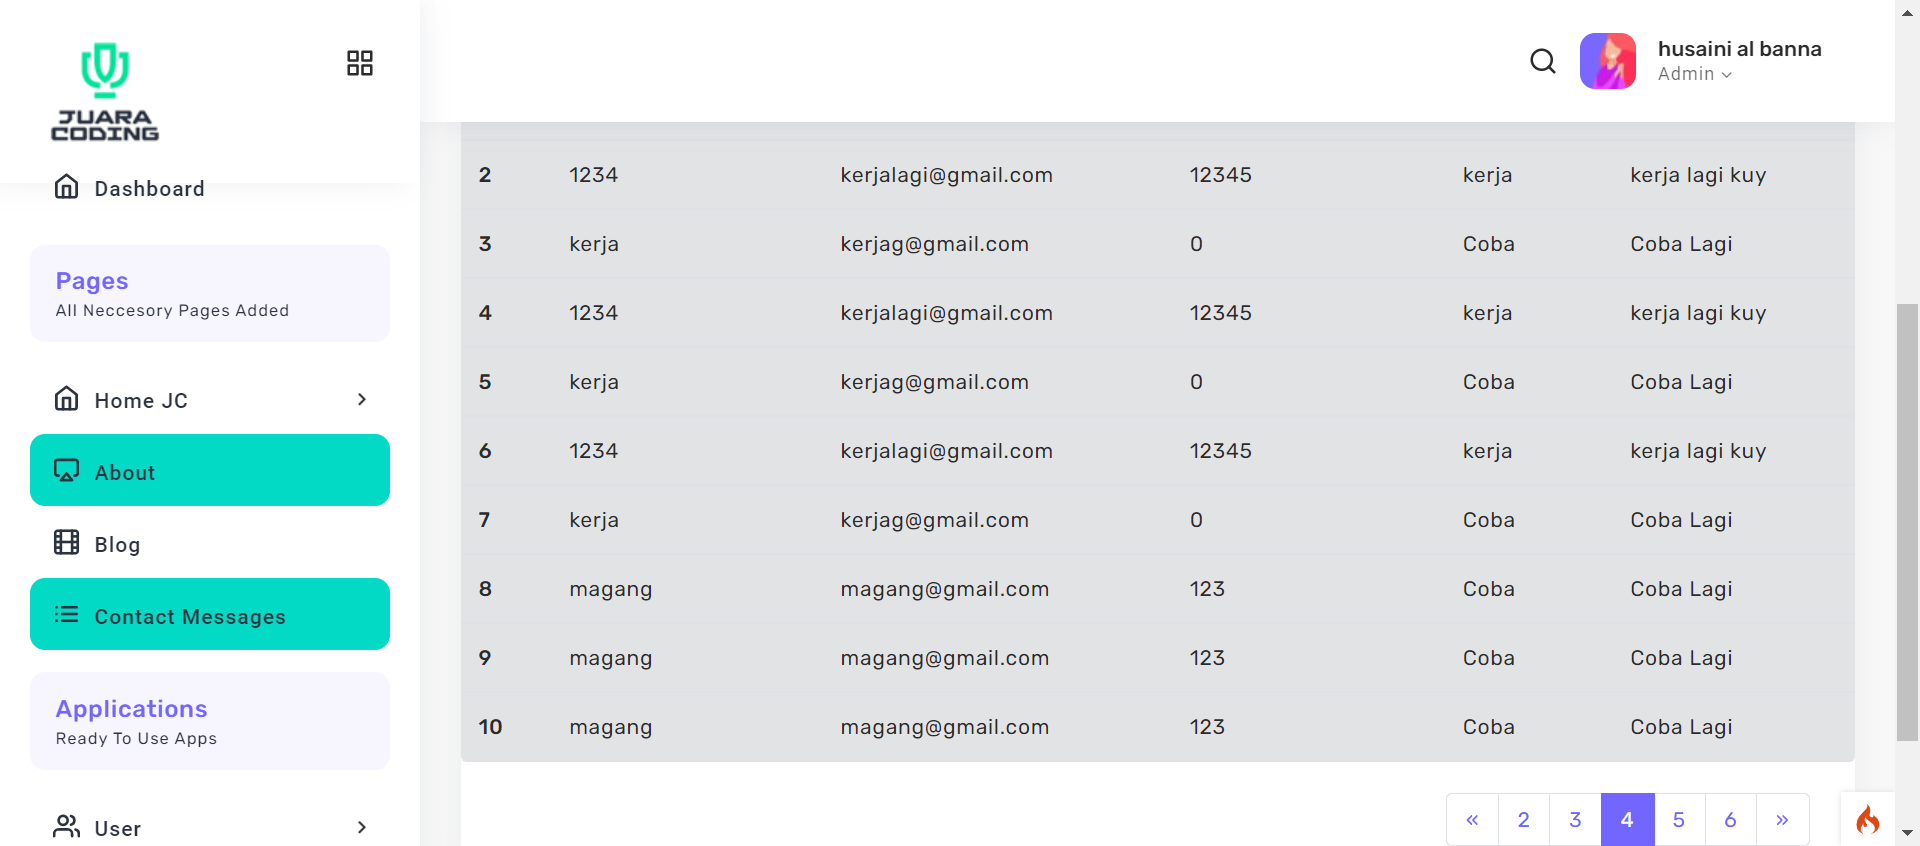 JUARA
CODING
husaini al banna
Admin
Dashboard
Pages
All Neccesory Pages Added
Home JC
About
Blog
Contact Messages
Applications
Ready To Use Apps
User
2 1234 kerjalagi@gmail.com 12345 kerja kerja lagi kuy
3 kerja kerjag@gmail.com 0 Coba Coba Lagi
4 1234 kerjalagi@gmail.com 12345 kerja kerja lagi kuy
5 kerja kerjag@gmail.com 0 Coba Coba Lagi
6 1234 kerjalagi@gmail.com 12345 kerja kerja lagi kuy
7 kerja kerjag@gmail.com 0 Coba Coba Lagi
8 magang magang@gmail.com 123 Coba Coba Lagi
9 magang magang@gmail.com 123 Coba Coba Lagi
10 magang magang@gmail.com 123 Coba Coba Lagi
« 2 3 4 5 6 »